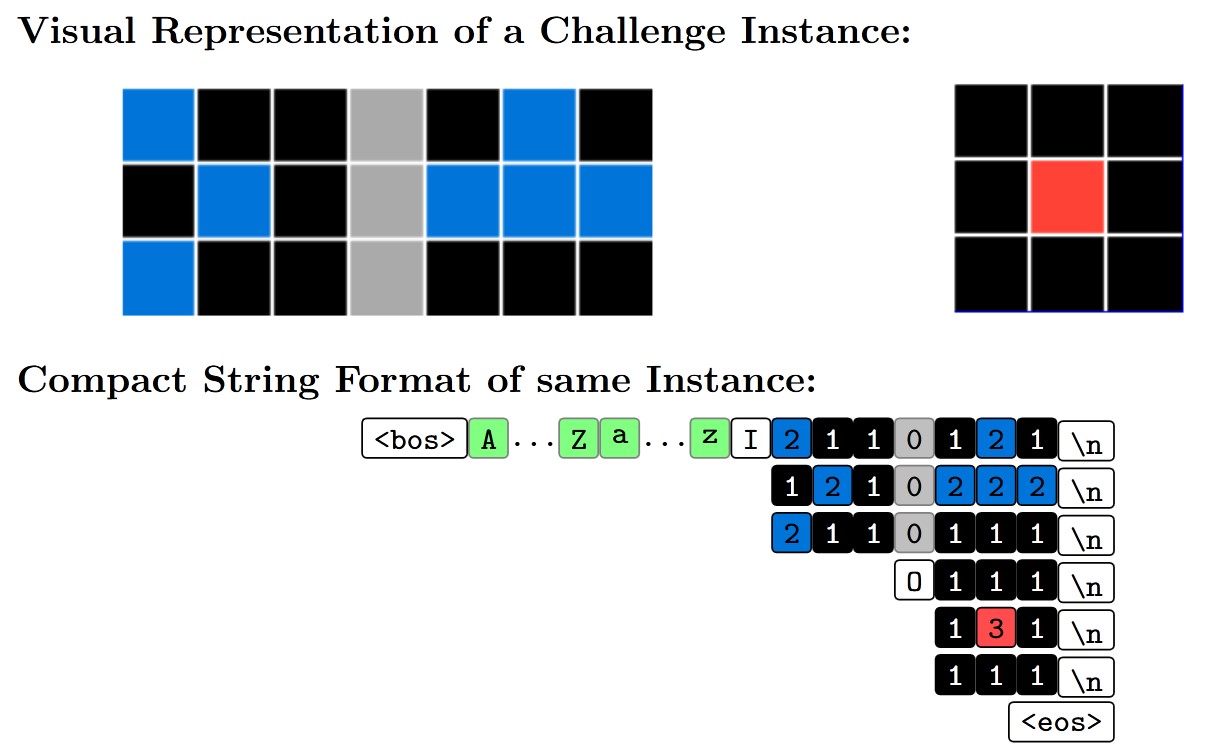 Visual Representation of a Challenge Instance:
Compact String Format of same Instance:
<bos> A ... Z a ... z I 2 1 1 0 1 2 1 \n
1 2 1 0 2 2 2 \n
2 1 1 0 1 1 1 \n
O 1 1 1 \n
1 3 1 \n
1 1 1 \n
<eos>